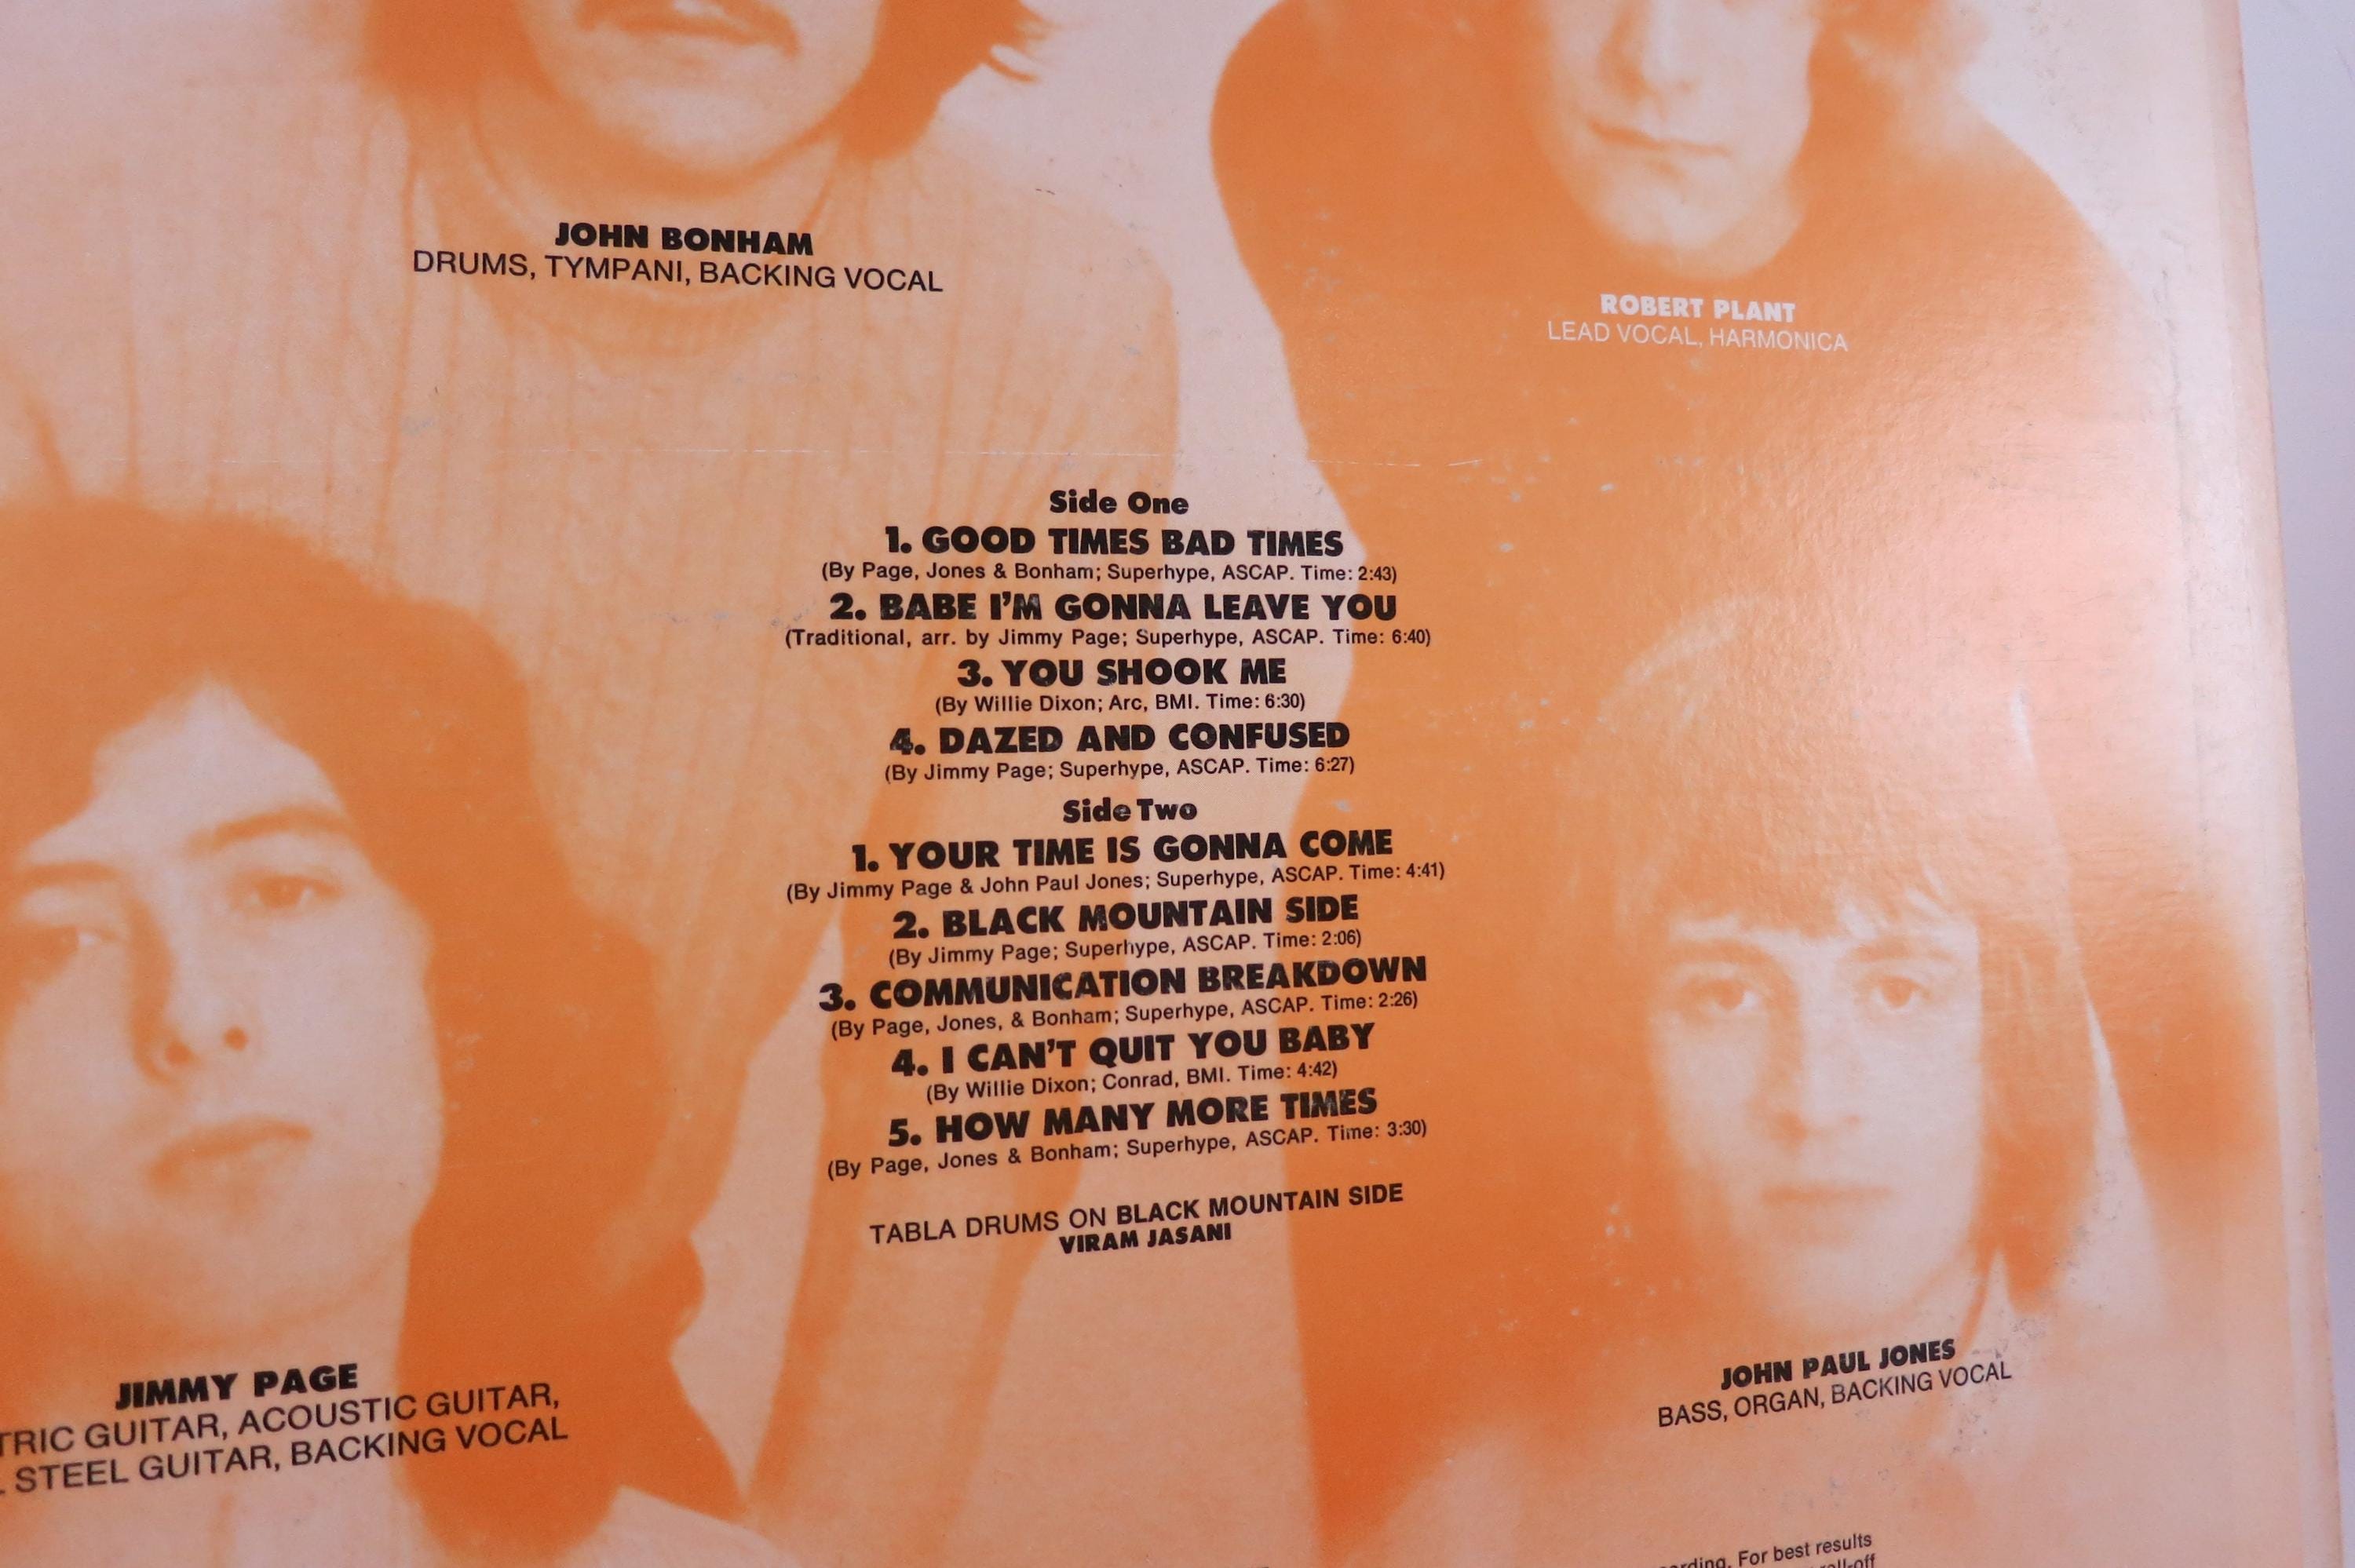 JOHN BONHAM
DRUMS, TYMPANI, BACKING VOCAL
ROBERT PLANT
LEAD VOCAL, HARMONICA
Side One
1. GOOD TIMES BAD TIMES
(By Page, Jones & Bonham; Superhype, ASCAP. Time: 2:43)
2. BABE I'M GONNA LEAVE YOU
(Traditional, arr. by Jimmy Page; Superhype, ASCAP. Time: 6:40)
3. YOU SHOOK ME
(By Willie Dixon; Arc, BMI. Time: 6:30)
4. DAZED AND CONFUSED
(By Jimmy Page; Superhype, ASCAP. Time: 6:27)
Side Two
1. YOUR TIME IS GONNA COME
(By Jimmy Page & John Paul Jones; Superhype, ASCAP. Time: 4:41)
2. BLACK MOUNTAIN SIDE
(By Jimmy Page; Superhype, ASCAP. Time: 2:06)
3. COMMUNICATION BREAKDOWN
(By Page, Jones, & Bonham; Superhype, ASCAP. Time: 2:26)
4. I CAN'T QUIT YOU BABY
(By Willie Dixon; Conrad, BMI. Time: 4:42)
5. HOW MANY MORE TIMES
(By Page, Jones & Bonham; Superhype, ASCAP. Time: 3:30)
TABLA DRUMS ON BLACK MOUNTAIN SIDE
VIRAM JASANI
JIMMY PAGE
TRIC GUITAR, ACOUSTIC GUITAR,
STEEL GUITAR, BACKING VOCAL
JOHN PAUL JONES
BASS, ORGAN, BACKING VOCAL
For best results